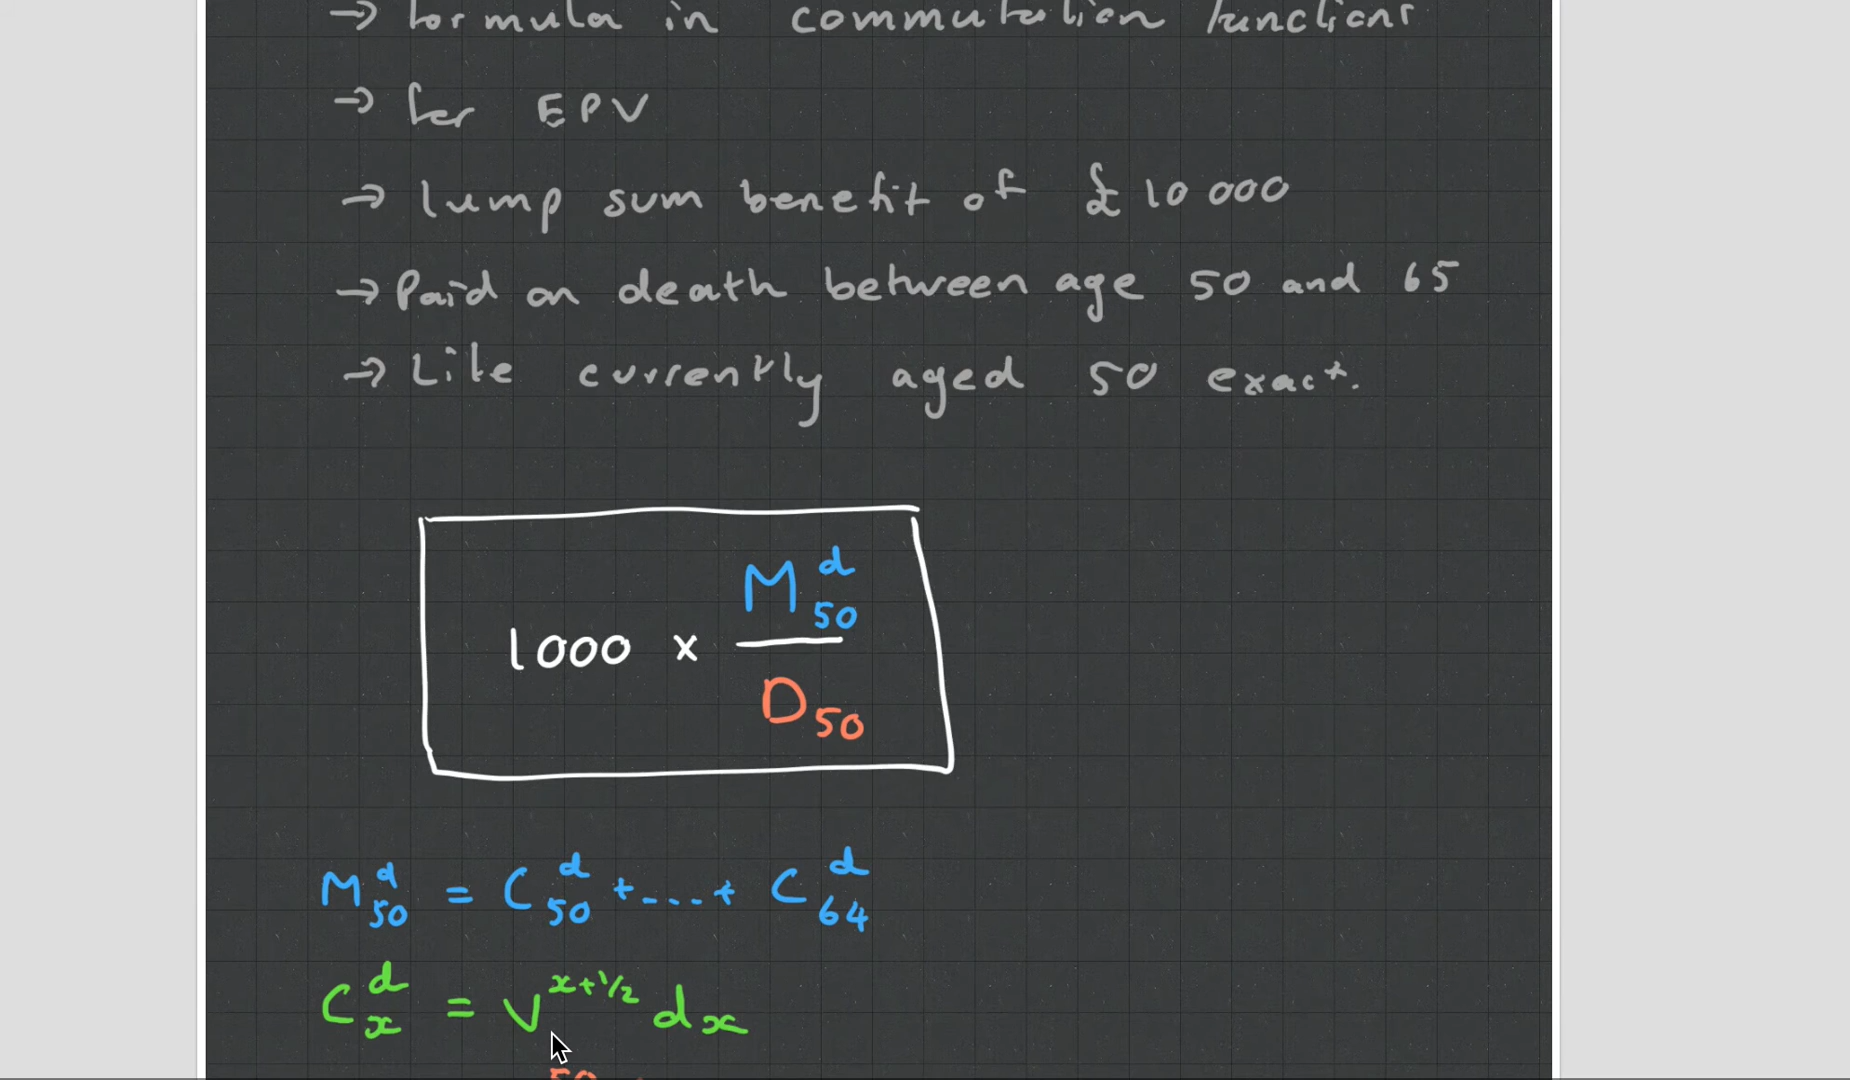 → formula in commutation functions
→ for EPV
→ lump sum benefit of £10 000
→ Paid on death between age 50 and 65
→ Life currently aged 50 exact.
1000 x M^d_50 / D_50
M^d_50 = C^d_50 + .... + C^d_64
C^d_x = V^x+1/2 d_x
50